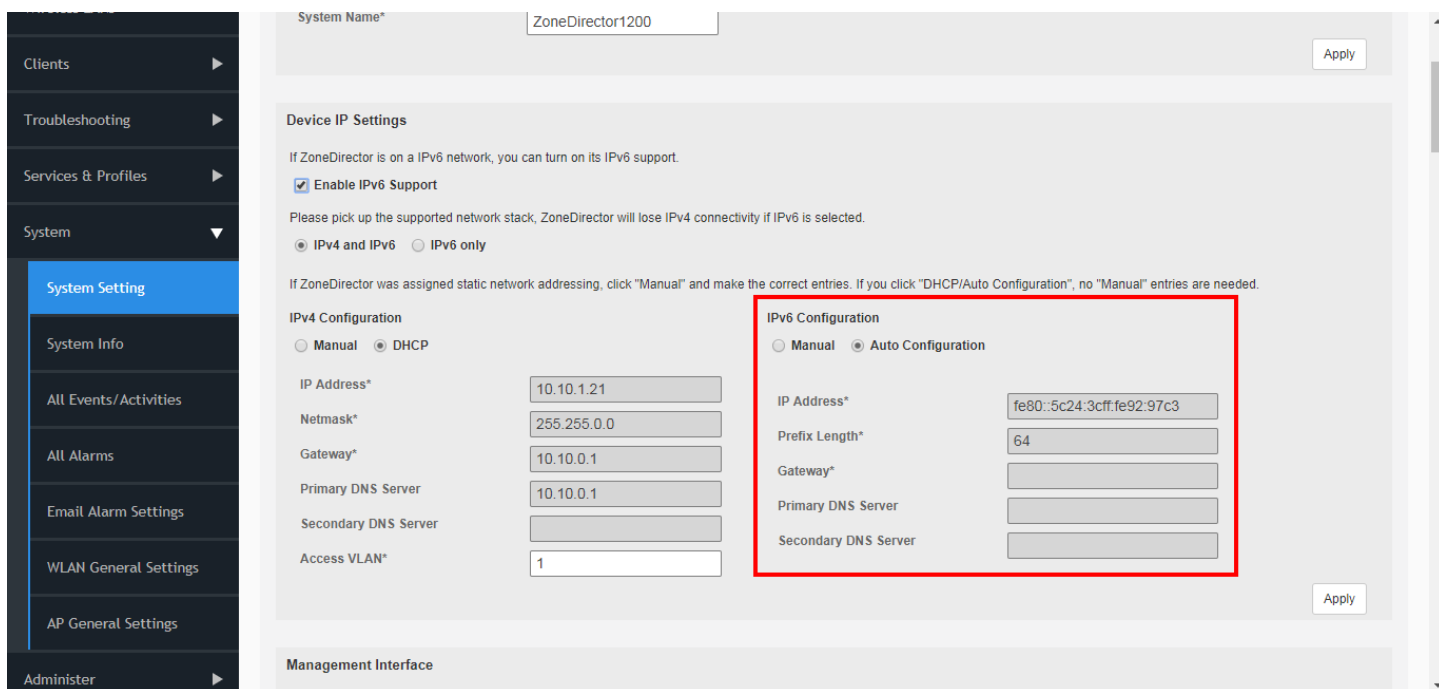 System Name*
ZoneDirector1200
Apply
Clients
Troubleshooting
Services & Profiles
System
System Setting
System Info
All Events/Activities
All Alarms
Email Alarm Settings
WLAN General Settings
AP General Settings
Administer
Device IP Settings
If ZoneDirector is on a IPv6 network, you can turn on its IPv6 support.
Enable IPv6 Support
Please pick up the supported network stack, ZoneDirector will lose IPv4 connectivity if IPv6 is selected.
IPv4 and IPv6 IPv6 only
If ZoneDirector was assigned static network addressing, click "Manual" and make the correct entries. If you click "DHCP/Auto Configuration", no "Manual" entries are needed.
IPv4 Configuration
Manual DHCP
IP Address* 10.10.1.21
Netmask* 255.255.0.0
Gateway* 10.10.0.1
Primary DNS Server 10.10.0.1
Secondary DNS Server
Access VLAN* 1
IPv6 Configuration
Manual Auto Configuration
IP Address* fe80::5c24:3cff:fe92:97c3
Prefix Length* 64
Gateway*
Primary DNS Server
Secondary DNS Server
Apply
Management Interface